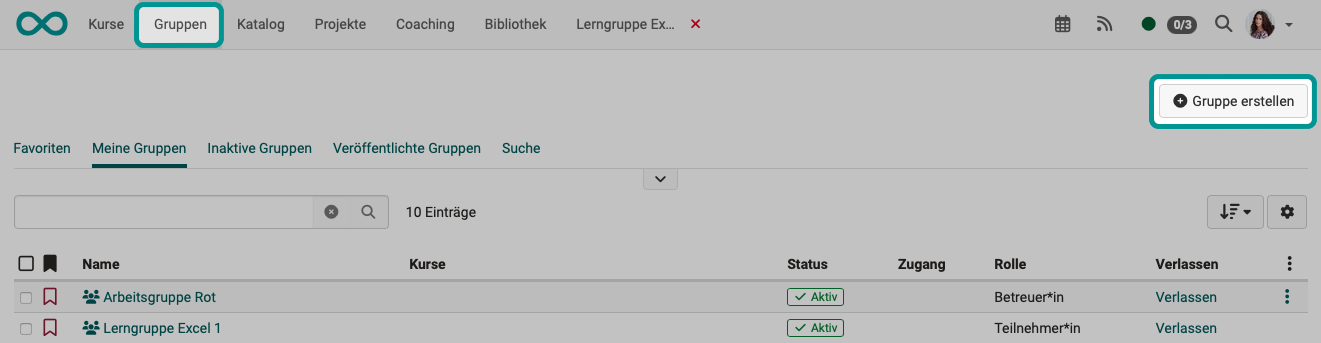 Kurse Gruppen Katalog Projekte Coaching Bibliothek Lerngruppe Ex... 0/3
Gruppe erstellen
Favoriten Meine Gruppen Inaktive Gruppen Veröffentlichte Gruppen Suche
10 Einträge
Name Kurse Status Zugang Rolle Verlassen
Arbeitsgruppe Rot Aktiv Betreuer*in Verlassen
Lerngruppe Excel 1 Aktiv Teilnehmer*in Verlassen